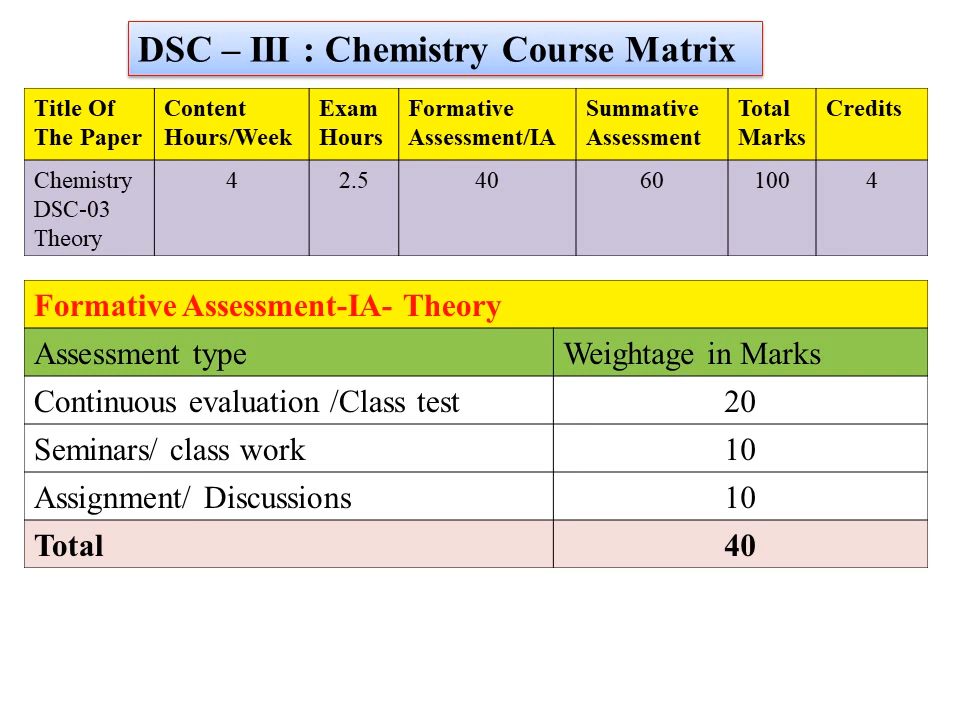 DSC – III : Chemistry Course Matrix
Title Of The Paper Content Hours/Week Exam Hours Formative Assessment/IA Summative Assessment Total Marks Credits
Chemistry DSC-03 Theory 4 2.5 40 60 100 4
Formative Assessment-IA- Theory
Assessment type Weightage in Marks
Continuous evaluation /Class test 20
Seminars/ class work 10
Assignment/ Discussions 10
Total 40